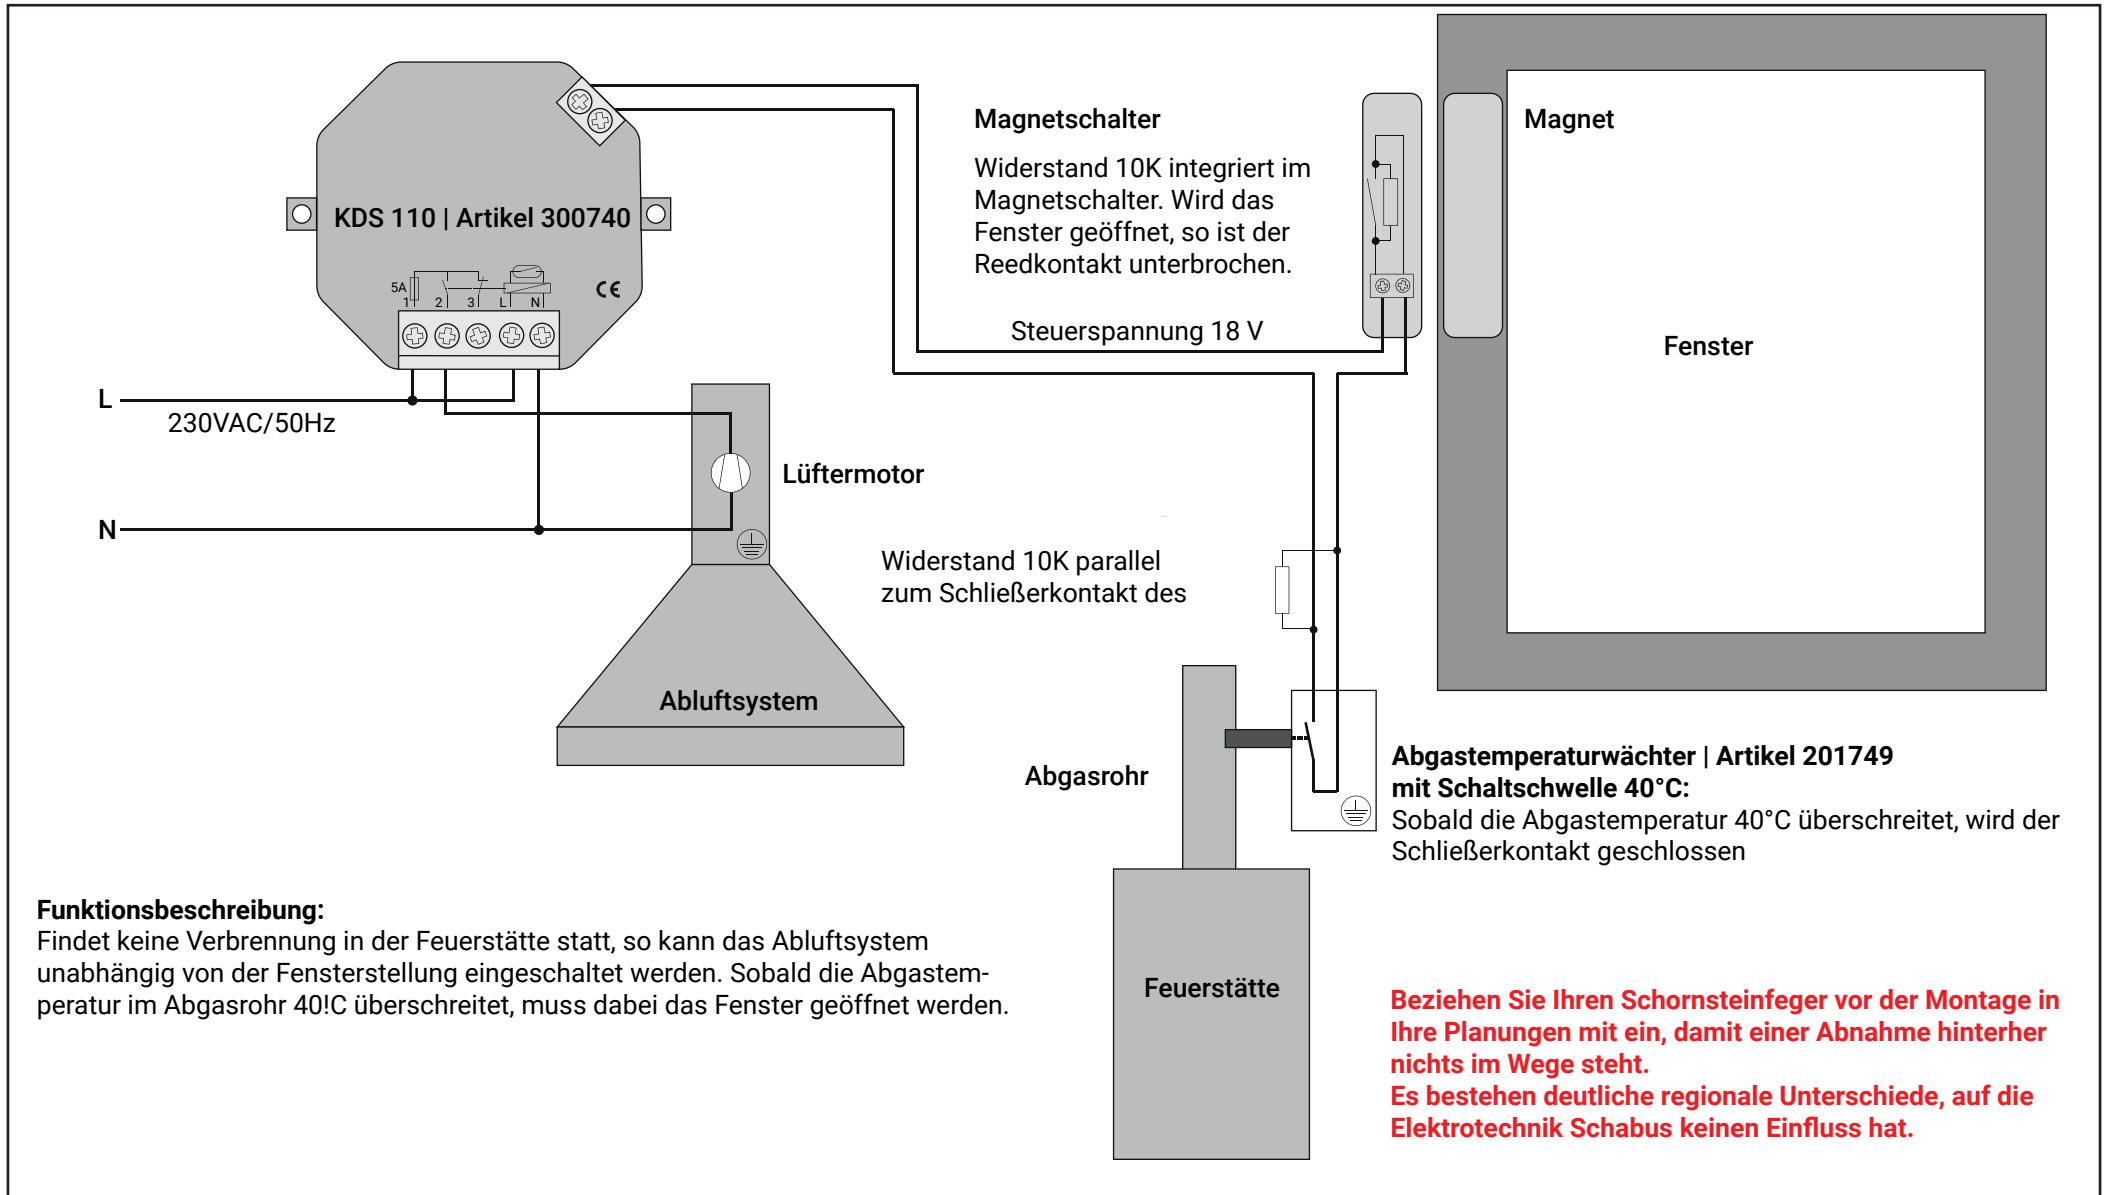 KDS 110 | Artikel 300740
5A
1 2 3 L N
CE
L
230VAC/50Hz
N
Lüftermotor
Abluftsystem
Magnetschalter
Widerstand 10K integriert im
Magnetschalter. Wird das
Fenster geöffnet, so ist der
Reedkontakt unterbrochen.
Steuerspannung 18 V
Magnet
Fenster
Widerstand 10K parallel
zum Schließerkontakt des
Abgasrohr
Abgastemperaturwächter | Artikel 201749
mit Schaltschwelle 40°C:
Sobald die Abgastemperatur 40°C überschreitet, wird der
Schließerkontakt geschlossen
Feuerstätte
Funktionsbeschreibung:
Findet keine Verbrennung in der Feuerstätte statt, so kann das Abluftsystem
unabhängig von der Fensterstellung eingeschaltet werden. Sobald die Abgastem-
peratur im Abgasrohr 40!C überschreitet, muss dabei das Fenster geöffnet werden.
Beziehen Sie Ihren Schornsteinfeger vor der Montage in
Ihre Planungen mit ein, damit einer Abnahme hinterher
nichts im Wege steht.
Es bestehen deutliche regionale Unterschiede, auf die
Elektrotechnik Schabus keinen Einfluss hat.